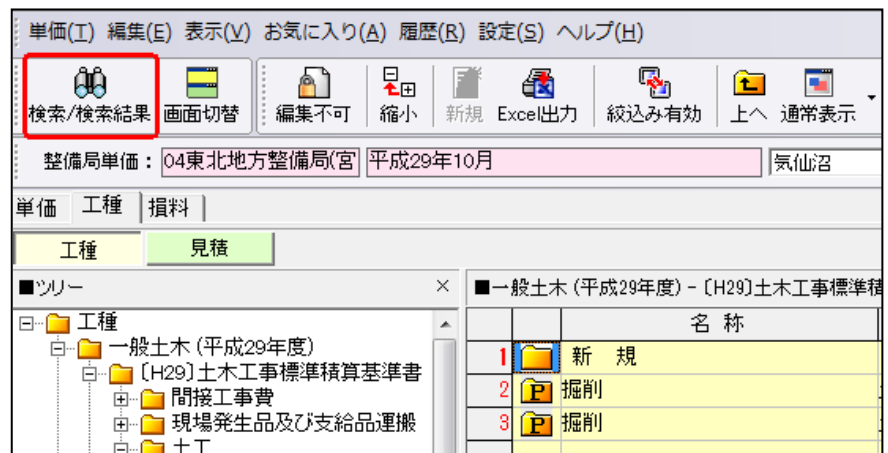 単価(T) 編集(E) 表示(V) お気に入り(A) 履歴(R) 設定(S) ヘルプ(H)
検索/検索結果 画面切替 編集不可 縮小 新規 Excel出力 絞込み有効 上へ 通常表示
整備局単価： 04東北地方整備局(宮 平成29年10月 気仙沼
単価 工種 損料
工種 見積
■ツリー × ■一般土木 (平成29年度) - 〔H29〕土木工事標準積
名 称
工種
1 新 規
一般土木 (平成29年度)
〔H29〕土木工事標準積算基準書
2 P 掘削
間接工事費
3 P 掘削
現場発生品及び支給品運搬
土工